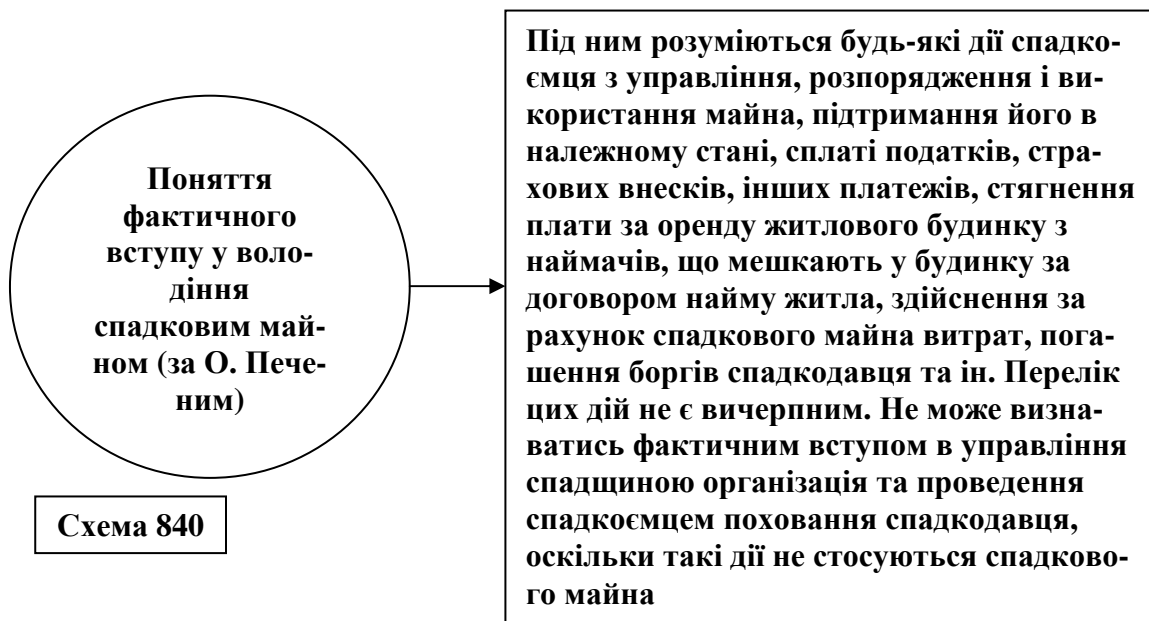 Поняття
фактичного
вступу у воло-
діння
спадковим май-
ном (за О. Пече-
ним)
Схема 840
Під ним розуміються будь-які дії спадко-
ємця з управління, розпорядження і ви-
користання майна, підтримання його в
належному стані, сплаті податків, стра-
хових внесків, інших платежів, стягнення
плати за оренду житлового будинку з
наймачів, що мешкають у будинку за
договором найму житла, здійснення за
рахунок спадкового майна витрат, пога-
шення боргів спадкодавця та ін. Перелік
цих дій не є вичерпним. Не може визна-
ватись фактичним вступом в управління
спадщиною організація та проведення
спадкоємцем поховання спадкодавця,
оскільки такі дії не стосуються спадково-
го майна